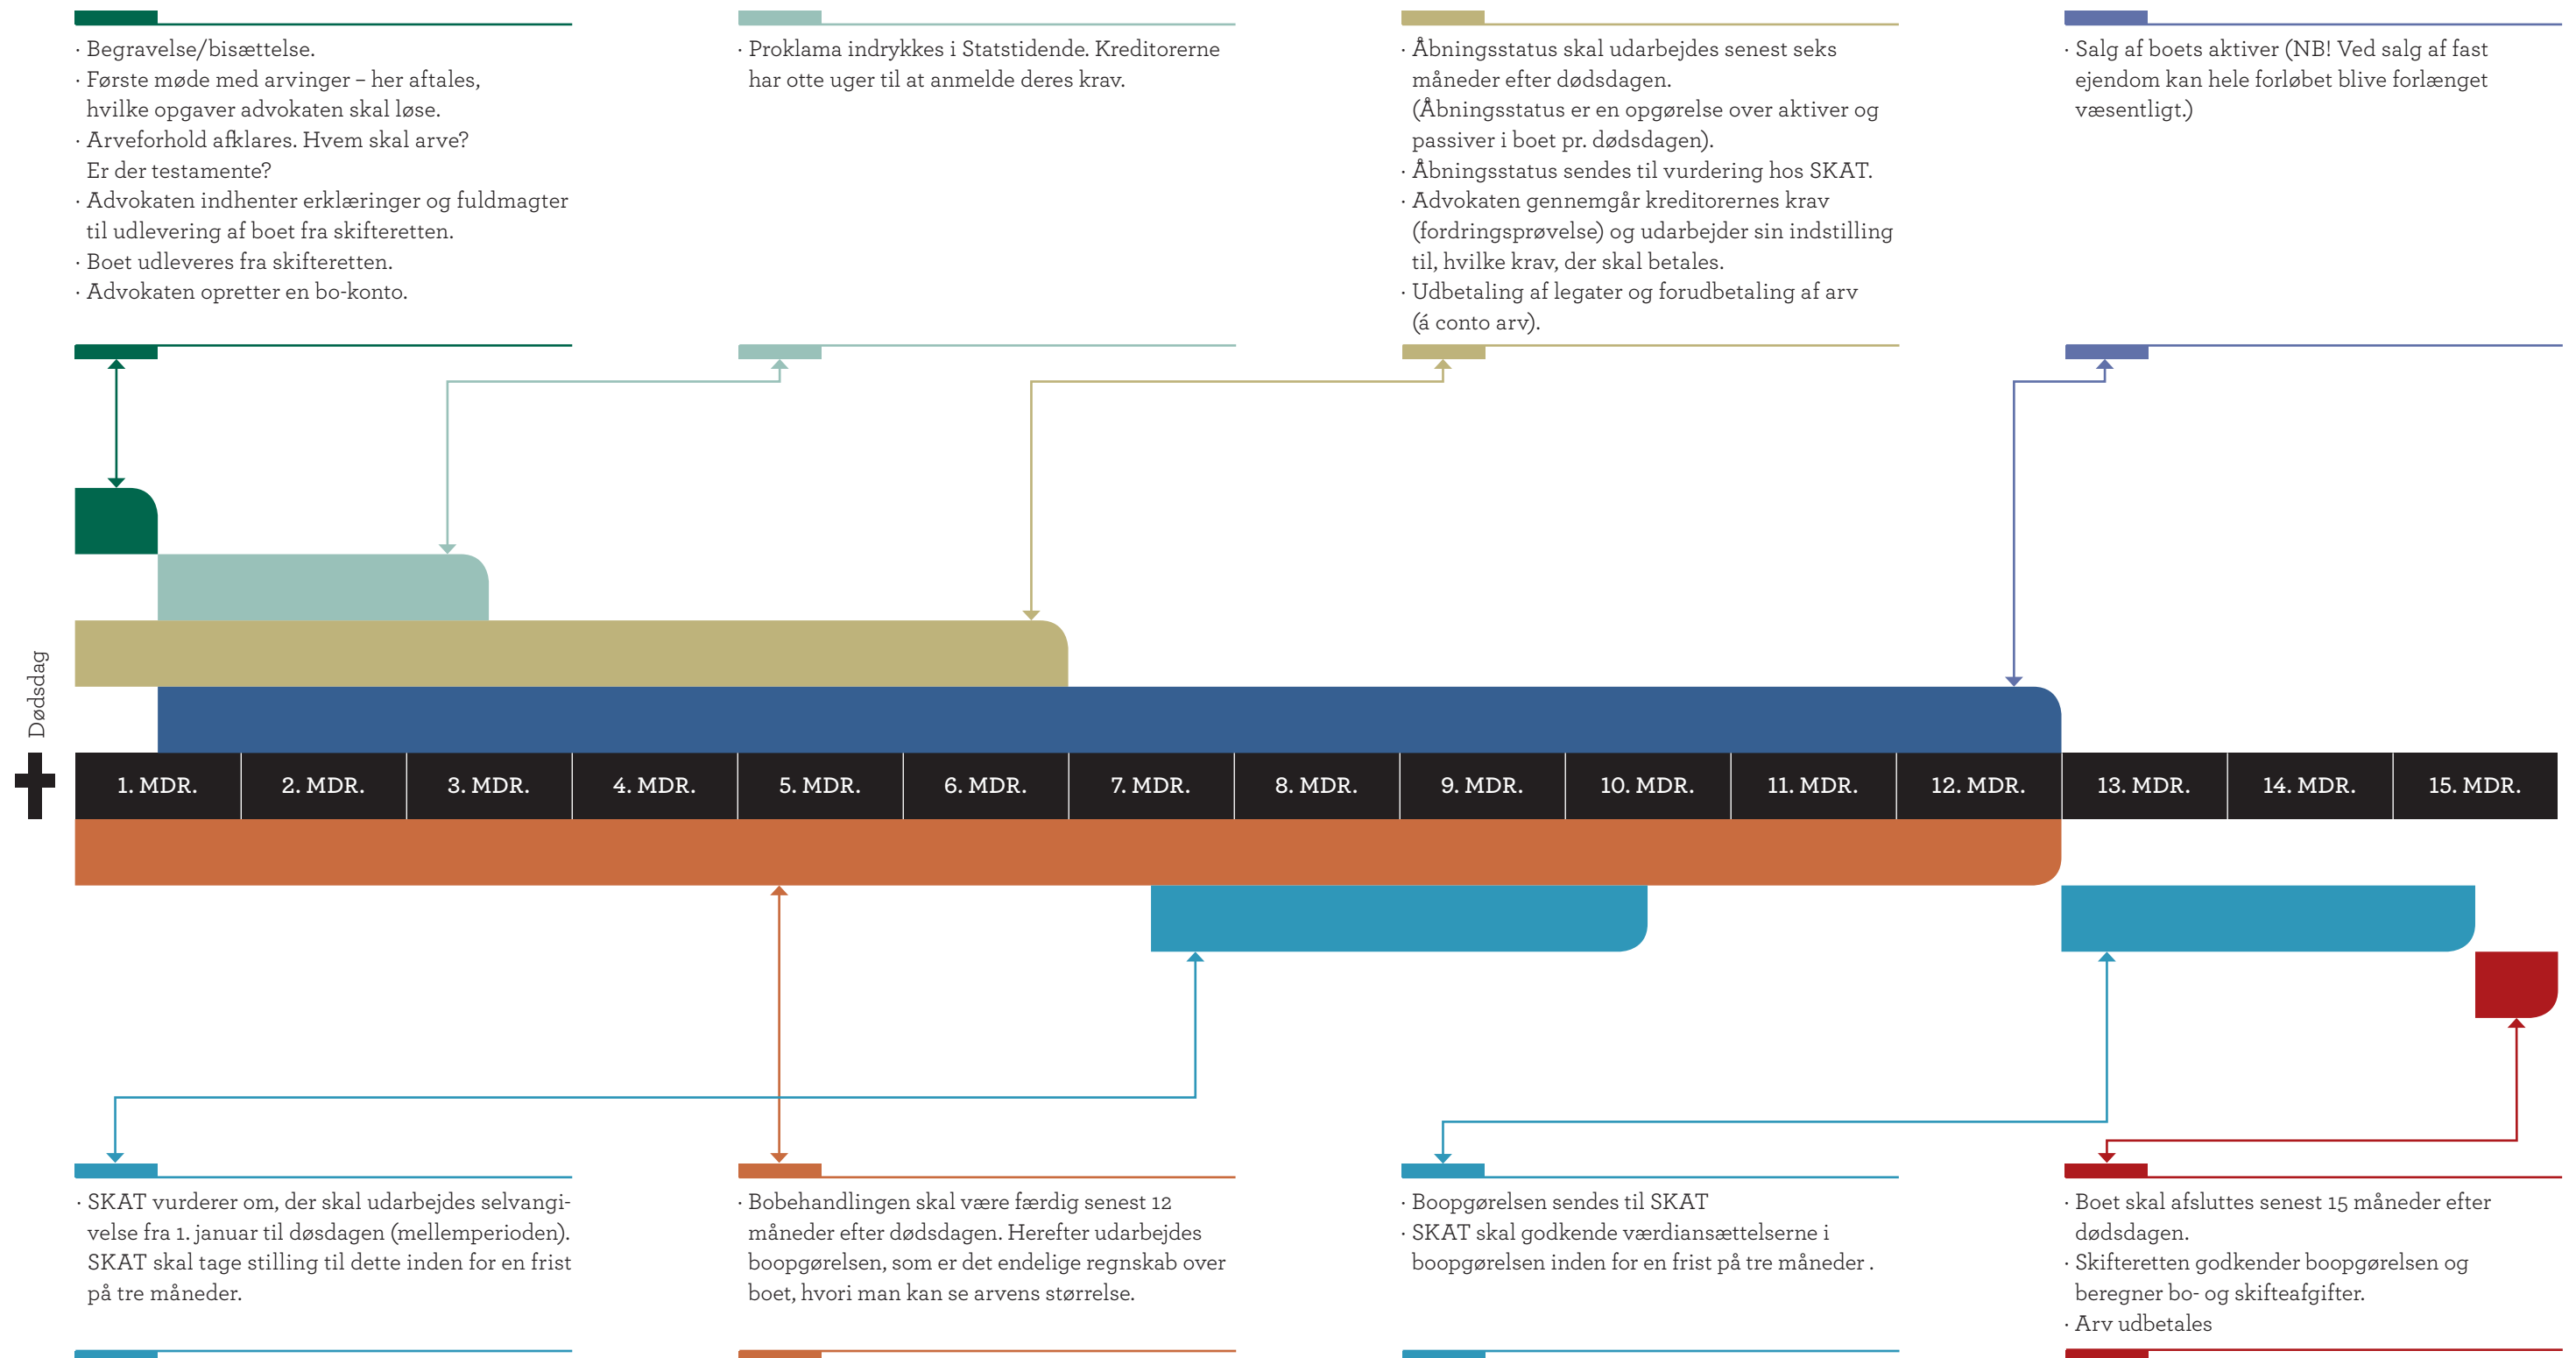 · Begravelse/bisættelse.
· Første møde med arvinger – her aftales,
hvilke opgaver advokaten skal løse.
· Arveforhold afklares. Hvem skal arve?
Er der testamente?
· Advokaten indhenter erklæringer og fuldmagter
til udlevering af boet fra skifteretten.
· Boet udleveres fra skifteretten.
· Advokaten opretter en bo-konto.
· Proklama indrykkes i Statstidende. Kreditorerne
har otte uger til at anmelde deres krav.
· Åbningsstatus skal udarbejdes senest seks
måneder efter dødsdagen.
(Åbningsstatus er en opgørelse over aktiver og
passiver i boet pr. dødsdagen).
· Åbningsstatus sendes til vurdering hos SKAT.
· Advokaten gennemgår kreditorernes krav
(fordringsprøvelse) og udarbejder sin indstilling
til, hvilke krav, der skal betales.
· Udbetaling af legater og forudbetaling af arv
(á conto arv).
· Salg af boets aktiver (NB! Ved salg af fast
ejendom kan hele forløbet blive forlænget
væsentligt.)
Dødsdag
1. MDR.
2. MDR.
3. MDR.
4. MDR.
5. MDR.
6. MDR.
7. MDR.
8. MDR.
9. MDR.
10. MDR.
11. MDR.
12. MDR.
13. MDR.
14. MDR.
15. MDR.
· SKAT vurderer om, der skal udarbejdes selvangi-
velse fra 1. januar til døsdagen (mellemperioden).
SKAT skal tage stilling til dette inden for en frist
på tre måneder.
· Bobehandlingen skal være færdig senest 12
måneder efter dødsdagen. Herefter udarbejdes
boopgørelsen, som er det endelige regnskab over
boet, hvori man kan se arvens størrelse.
· Boopgørelsen sendes til SKAT
· SKAT skal godkende værdiansættelserne i
boopgørelsen inden for en frist på tre måneder .
· Boet skal afsluttes senest 15 måneder efter
dødsdagen.
· Skifteretten godkender boopgørelsen og
beregner bo- og skifteafgifter.
· Arv udbetales